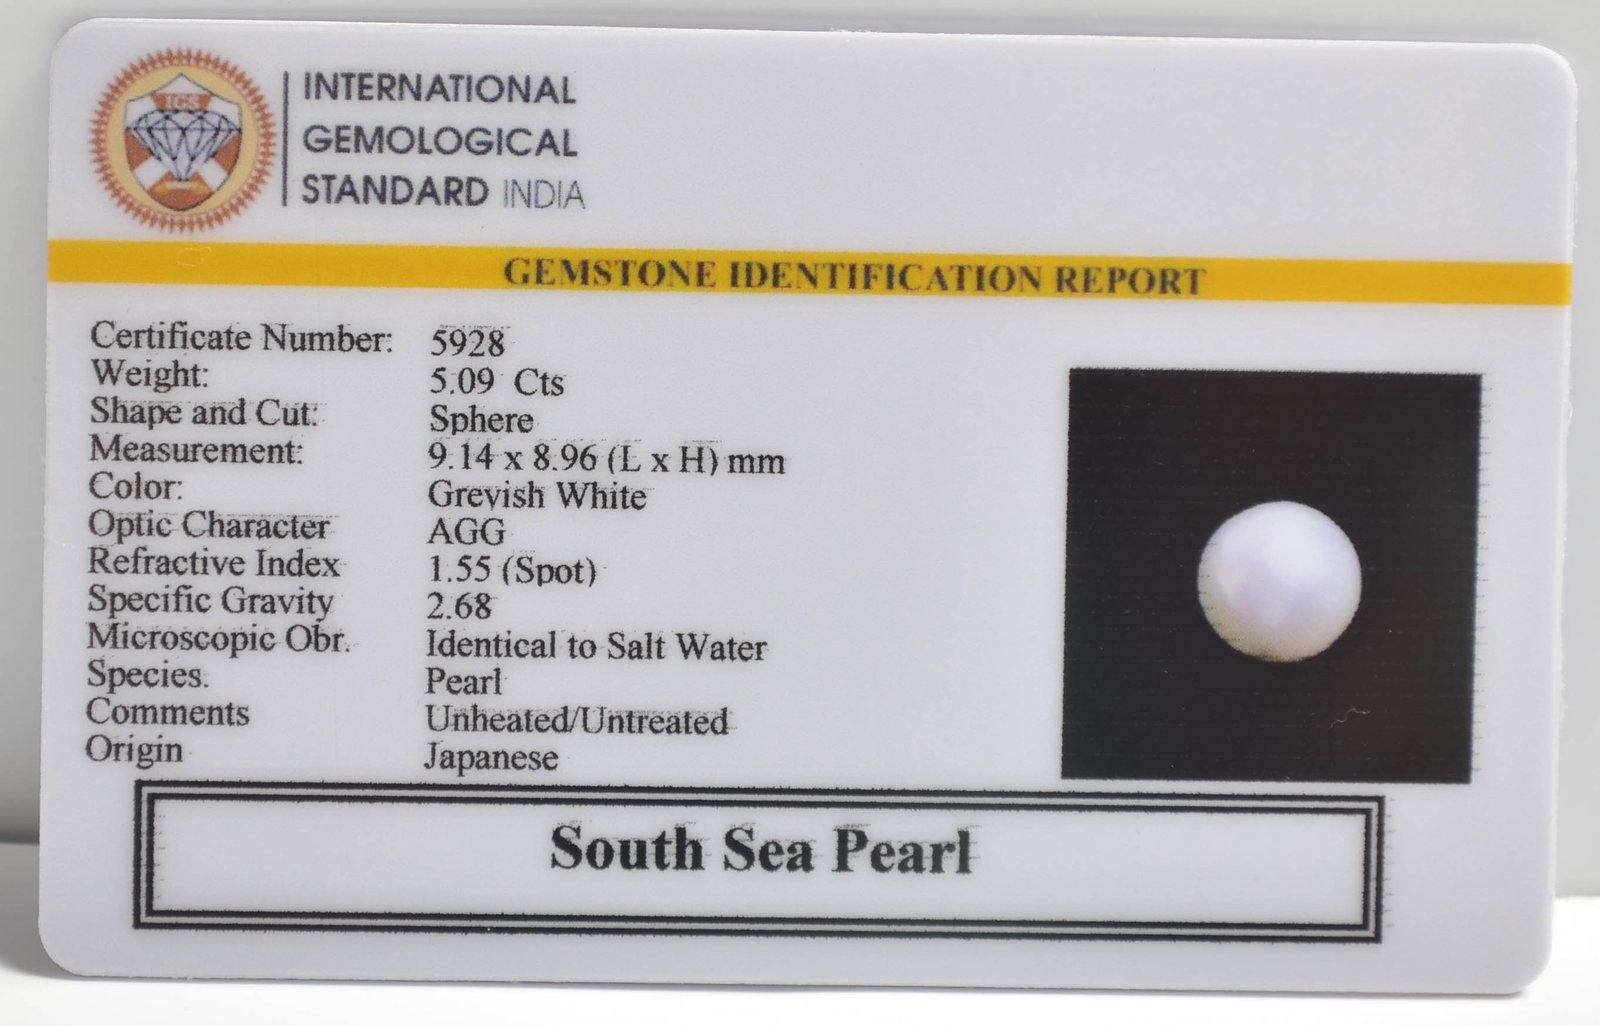 IGS
INTERNATIONAL
GEMOLOGICAL
STANDARD INDIA
GEMSTONE IDENTIFICATION REPORT
Certificate Number: 5928
Weight: 5.09 Cts
Shape and Cut: Sphere
Measurement: 9.14 x 8.96 (L x H) mm
Color: Greyish White
Optic Character AGG
Refractive Index 1.55 (Spot)
Specific Gravity 2.68
Microscopic Obr. Identical to Salt Water
Species. Pearl
Comments Unheated/Untreated
Origin Japanese
South Sea Pearl